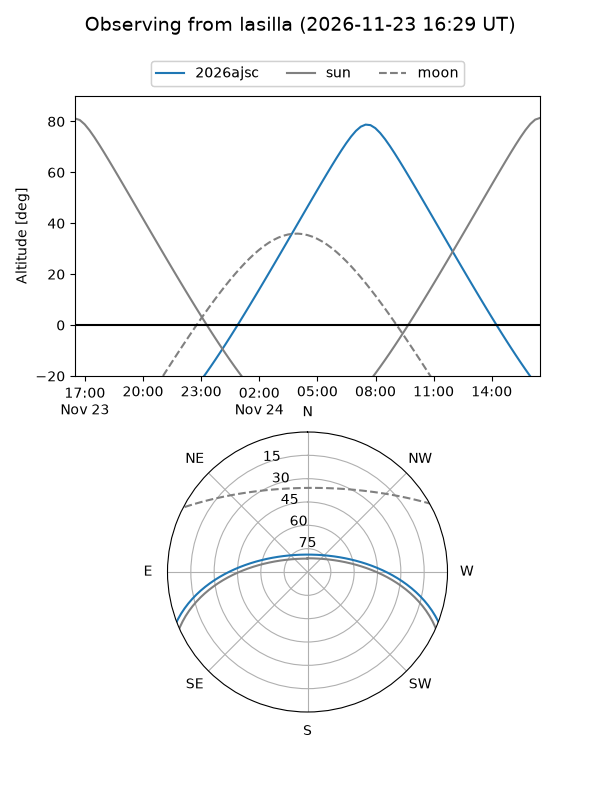 Observing from lasilla (2026-11-23 16:29 UT)
2026ajsc sun moon
Altitude [deg]
80
60
40
20
0
−20
17:00 20:00 23:00 02:00 05:00 08:00 11:00 14:00
Nov 23 Nov 24
N
NE NW
15
30
45
60
75
E W
SE SW
S